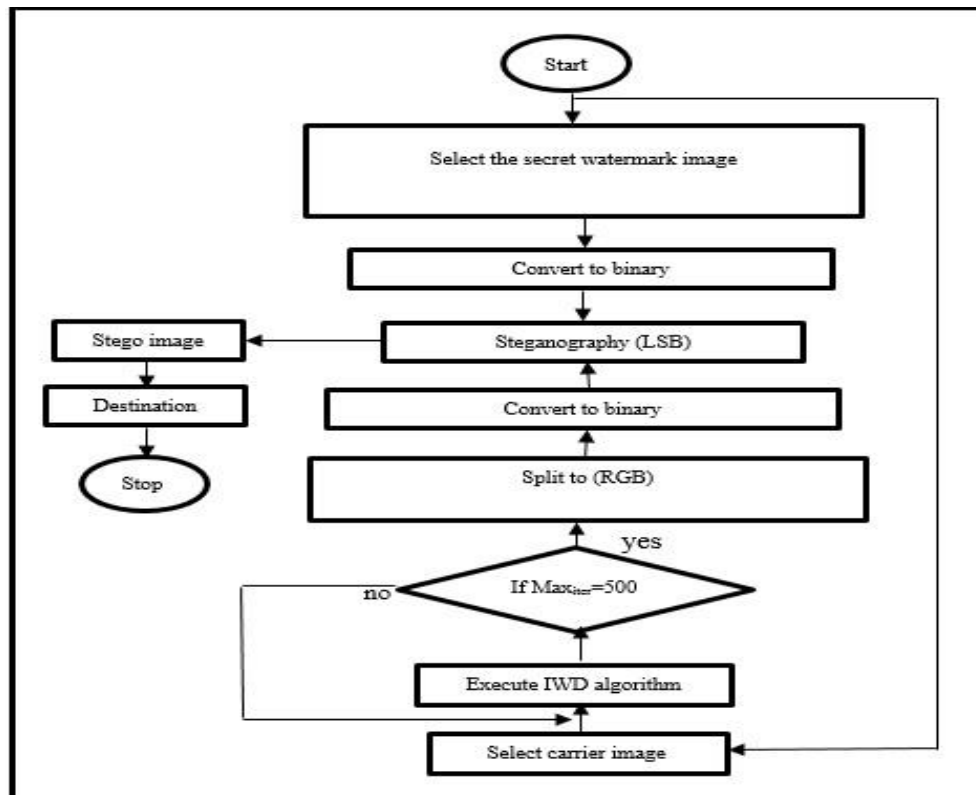 Start
Select the secret watermark image
Convert to binary
Steganography (LSB)
Stego image
Destination
Stop
Convert to binary
Split to (RGB)
yes
no
If Maxiter=500
Execute IWD algorithm
Select carrier image